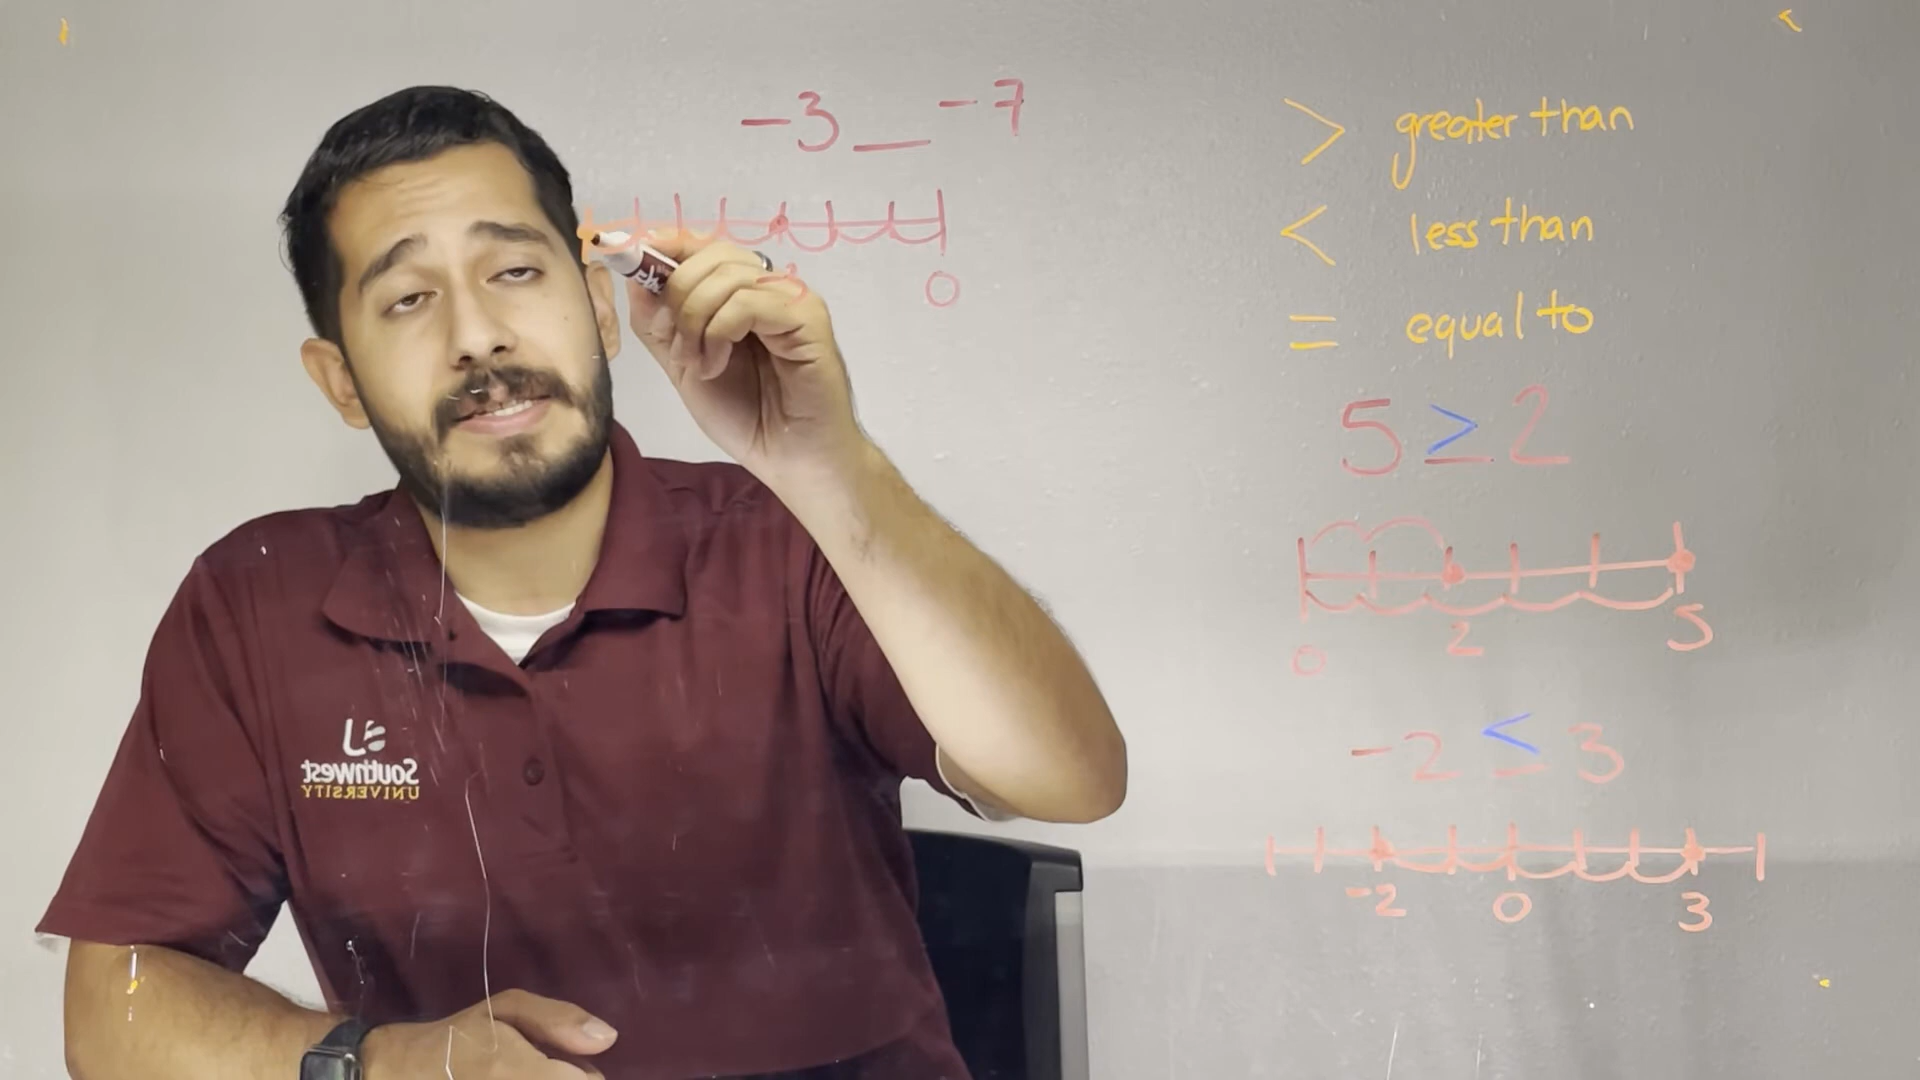 -3 __ -7
-3 0
> greater than
< less than
= equal to
5 ≥ 2
0 2 5
-2 ≤ 3
-2 0 3
Southwest
UNIVERSITY